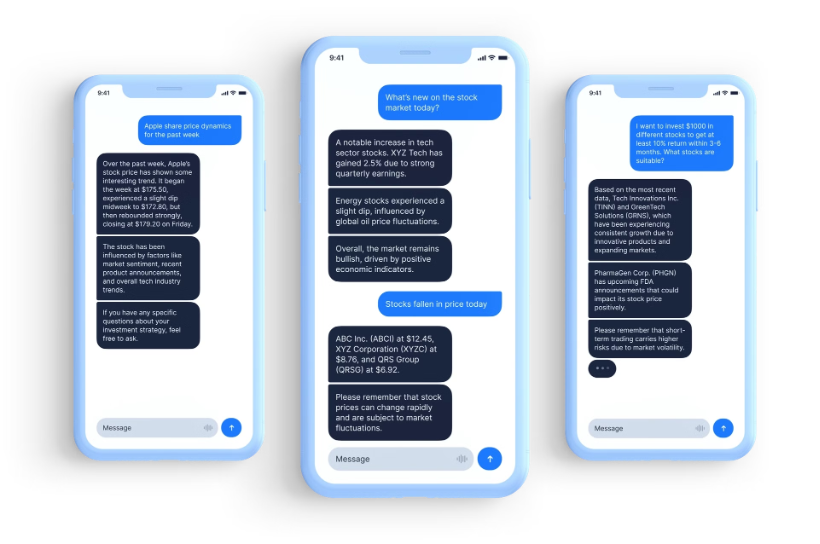 9:41
Apple share price dynamics
for the past week
Over the past week, Apple's
stock price has shown some
interesting trend. It began
the week at $175.50,
experienced a slight dip
midweek to $172.80, but
then rebounded strongly,
closing at $179.20 on Friday.
The stock has been
influenced by factors like
market sentiment, recent
product announcements,
and overall tech industry
trends.
If you have any specific
questions about your
investment strategy, feel
free to ask.
Message
9:41
What's new on the stock
market today?
A notable increase in tech
sector stocks. XYZ Tech has
gained 2.5% due to strong
quarterly earnings.
Energy stocks experienced a
slight dip, influenced by
global oil price fluctuations.
Overall, the market remains
bullish, driven by positive
economic indicators.
Stocks fallen in price today
ABC Inc. (ABCI) at $12.45,
XYZ Corporation (XYZC) at
$8.76, and QRS Group
(QRSG) at $6.92.
Please remember that stock
prices can change rapidly
and are subject to market
fluctuations.
Message
9:41
I want to invest $1000 in
different stocks to get at
least 10% return within 3-6
months. What stocks are
suitable?
Based on the most recent
data, Tech Innovations Inc.
(TINN) and GreenTech
Solutions (GRNS), which
have been experiencing
consistent growth due to
innovative products and
expanding markets.
PharmaGen Corp. (PHGN)
has upcoming FDA
announcements that could
impact its stock price
positively.
Please remember that short-
term trading carries higher
risks due to market volatility.
Message